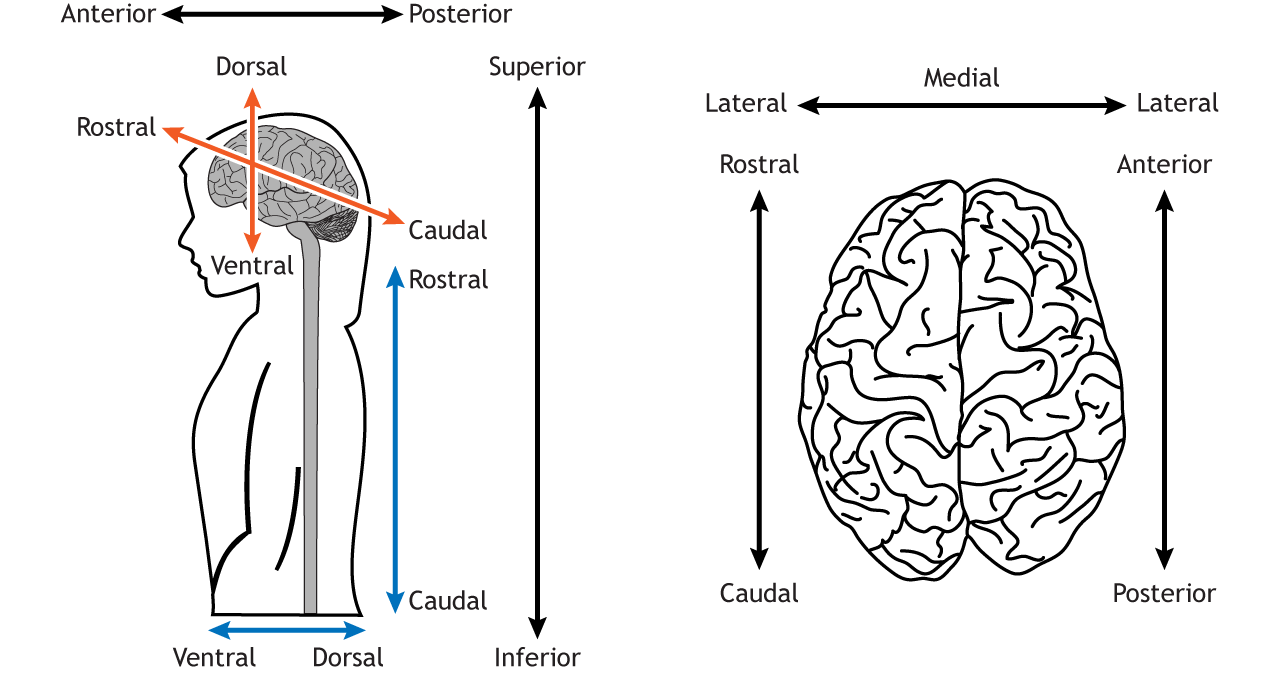 Anterior
Posterior
Dorsal
Superior
Rostral
Caudal
Ventral
Rostral
Caudal
Ventral
Dorsal
Inferior
Medial
Lateral
Lateral
Rostral
Anterior
Caudal
Posterior